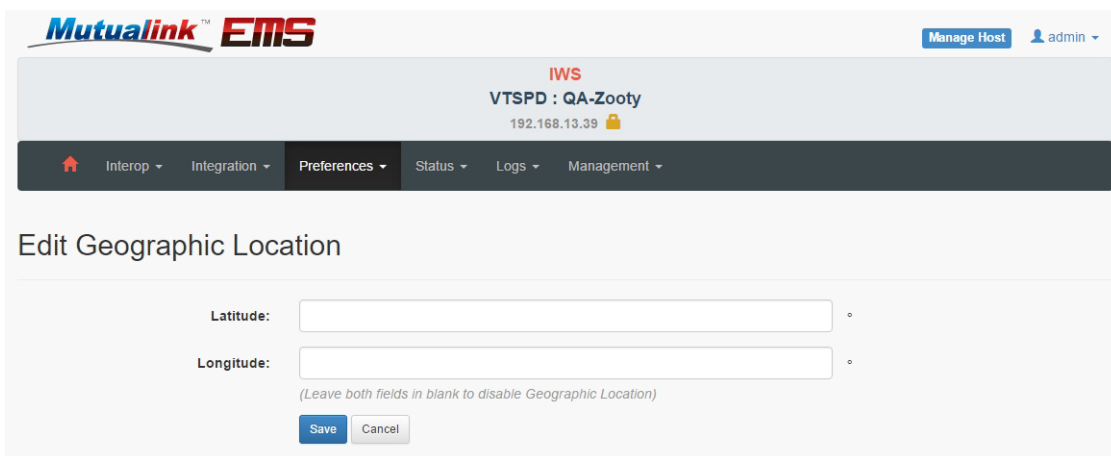 Mutualink™ EMS
Manage Host admin
IWS
VTSPD : QA-Zooty
192.168.13.39
Interop Integration Preferences Status Logs Management
Edit Geographic Location
Latitude: °
Longitude: °
(Leave both fields in blank to disable Geographic Location)
Save Cancel